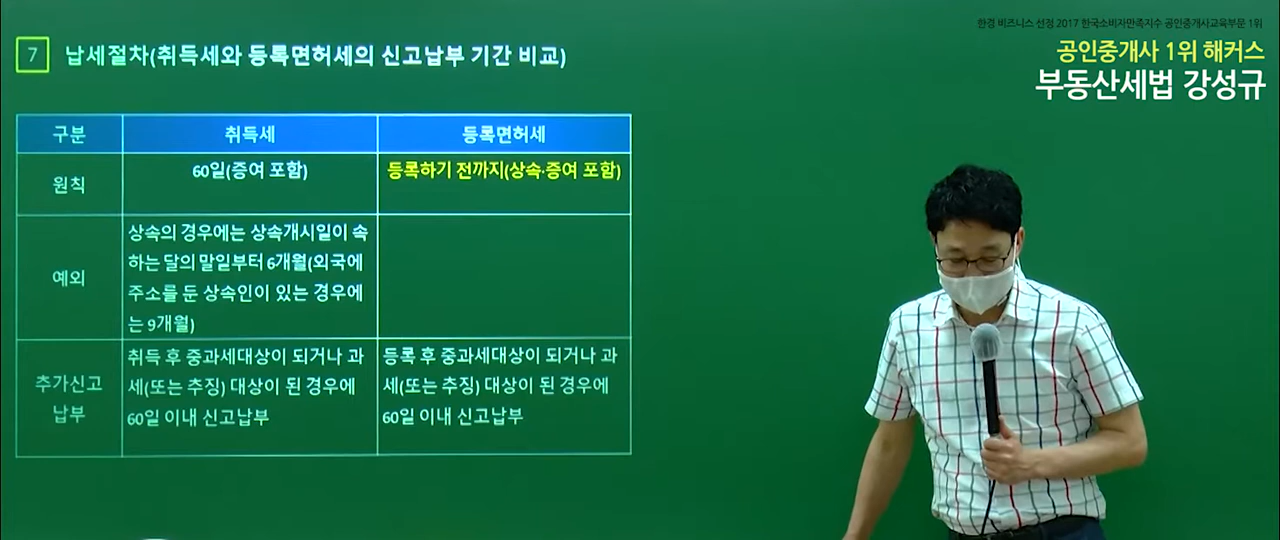 한경 비즈니스 선정 2017 한국소비자만족지수 공인중개사교육부문 1위
공인중개사 1위 해커스
부동산세법 강성규
7 납세절차(취득세와 등록면허세의 신고납부 기간 비교)
구분 취득세 등록면허세
원칙 60일(증여 포함) 등록하기 전까지(상속·증여 포함)
예외
상속의 경우에는 상속개시일이 속
하는 달의 말일부터 6개월(외국에
주소를 둔 상속인이 있는 경우에
는 9개월)
추가신고
납부
취득 후 중과세대상이 되거나 과
세(또는 추징) 대상이 된 경우에
60일 이내 신고납부
등록 후 중과세대상이 되거나 과
세(또는 추징) 대상이 된 경우에
60일 이내 신고납부